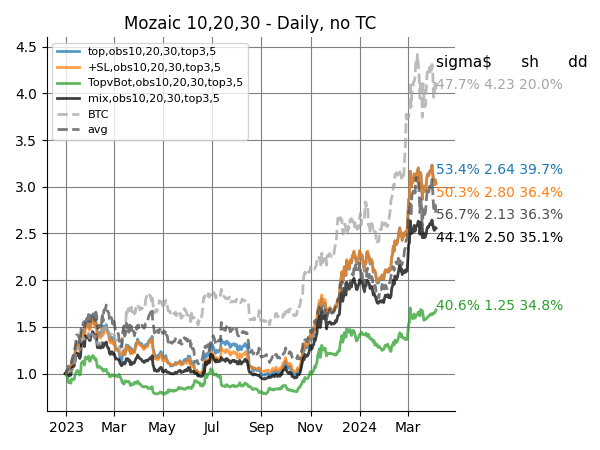 Mozaic 10,20,30 - Daily, no TC
top,obs10,20,30,top3,5
+SL,obs10,20,30,top3,5
TopvBot,obs10,20,30,top3,5
mix,obs10,20,30,top3,5
BTC
avg
sigma$ sh dd
47.7% 4.23 20.0%
53.4% 2.64 39.7%
50.3% 2.80 36.4%
56.7% 2.13 36.3%
44.1% 2.50 35.1%
40.6% 1.25 34.8%
4.5
4.0
3.5
3.0
2.5
2.0
1.5
1.0
2023 Mar May Jul Sep Nov 2024 Mar